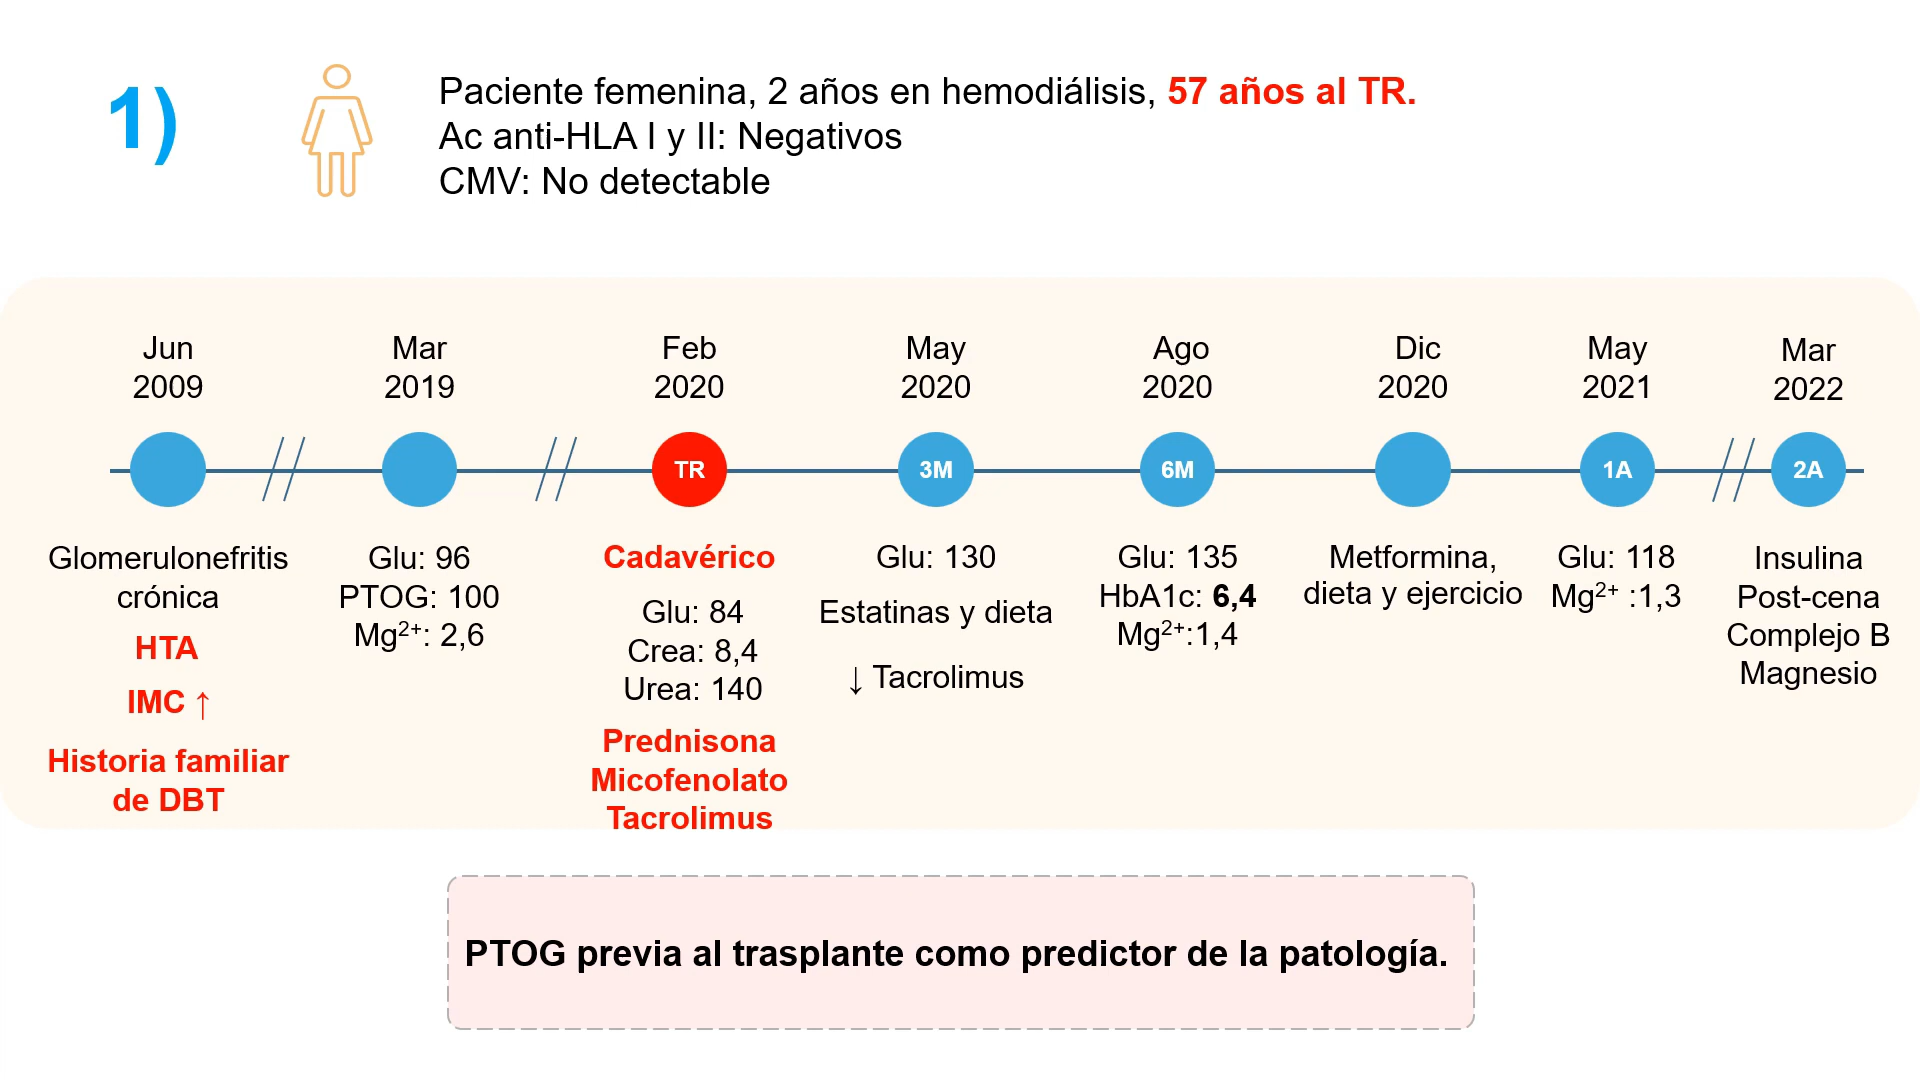 1)
Paciente femenina, 2 años en hemodiálisis, 57 años al TR.
Ac anti-HLA I y II: Negativos
CMV: No detectable
Jun
2009
Glomerulonefritis
crónica
HTA
IMC ↑
Historia familiar
de DBT
Mar
2019
Glu: 96
PTOG: 100
Mg²⁺: 2,6
Feb
2020
TR
Cadavérico
Glu: 84
Crea: 8,4
Urea: 140
Prednisona
Micofenolato
Tacrolimus
May
2020
3M
Glu: 130
Estatinas y dieta
↓ Tacrolimus
Ago
2020
6M
Glu: 135
HbA1c: 6,4
Mg²⁺:1,4
Dic
2020
Metformina,
dieta y ejercicio
May
2021
1A
Glu: 118
Mg²⁺ :1,3
Mar
2022
2A
Insulina
Post-cena
Complejo B
Magnesio
PTOG previa al trasplante como predictor de la patología.